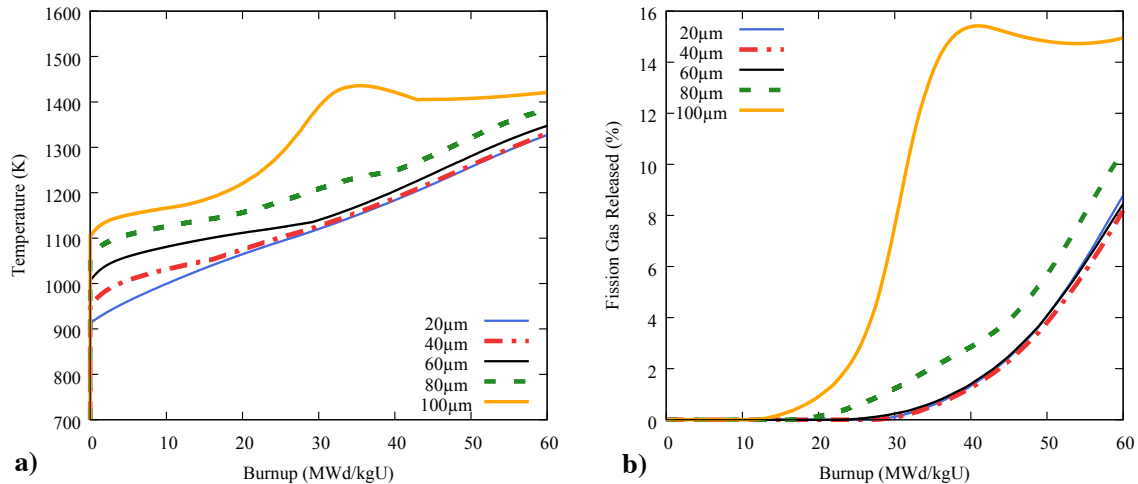 1600
1500
1400
1300
1200
1100
1000
900
800
700
Temperature (K)
20µm
40µm
60µm
80µm
100µm
0 10 20 30 40 50 60
Burnup (MWd/kgU)
a)
16
14
12
10
8
6
4
2
0
Fission Gas Released (%)
20µm
40µm
60µm
80µm
100µm
0 10 20 30 40 50 60
Burnup (MWd/kgU)
b)